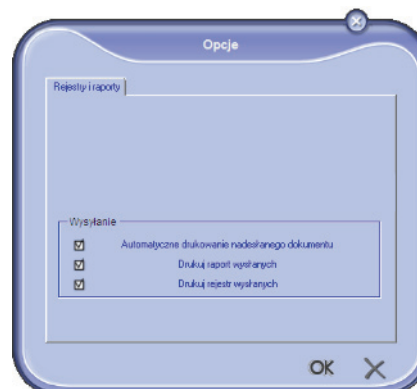 Opcje
Rejestry i raporty
Wysyłanie
Automatyczne drukowanie nadesłanego dokumentu
Drukuj raport wysłanych
Drukuj rejestr wysłanych
OK